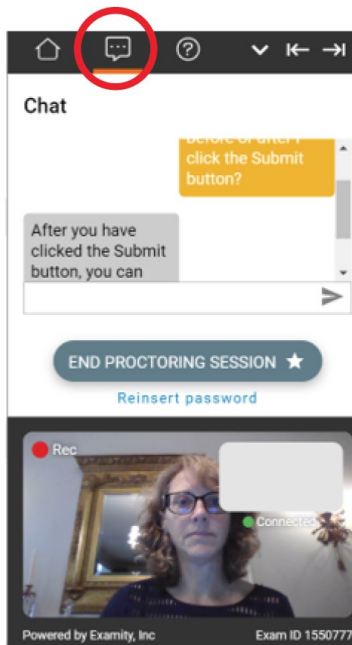 Chat
before or after I
click the Submit
button?
After you have
clicked the Submit
button, you can
END PROCTORING SESSION
Reinsert password
Rec
Connected
Powered by Examity, Inc
Exam ID 1550777